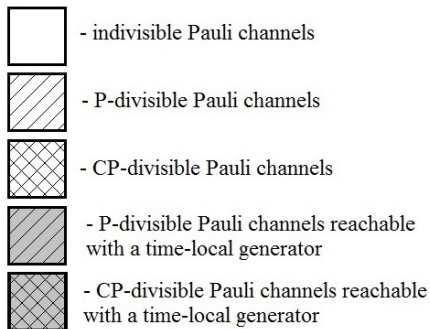 - indivisible Pauli channels
- P-divisible Pauli channels
- CP-divisible Pauli channels
- P-divisible Pauli channels reachable
with a time-local generator
- CP-divisible Pauli channels reachable
with a time-local generator